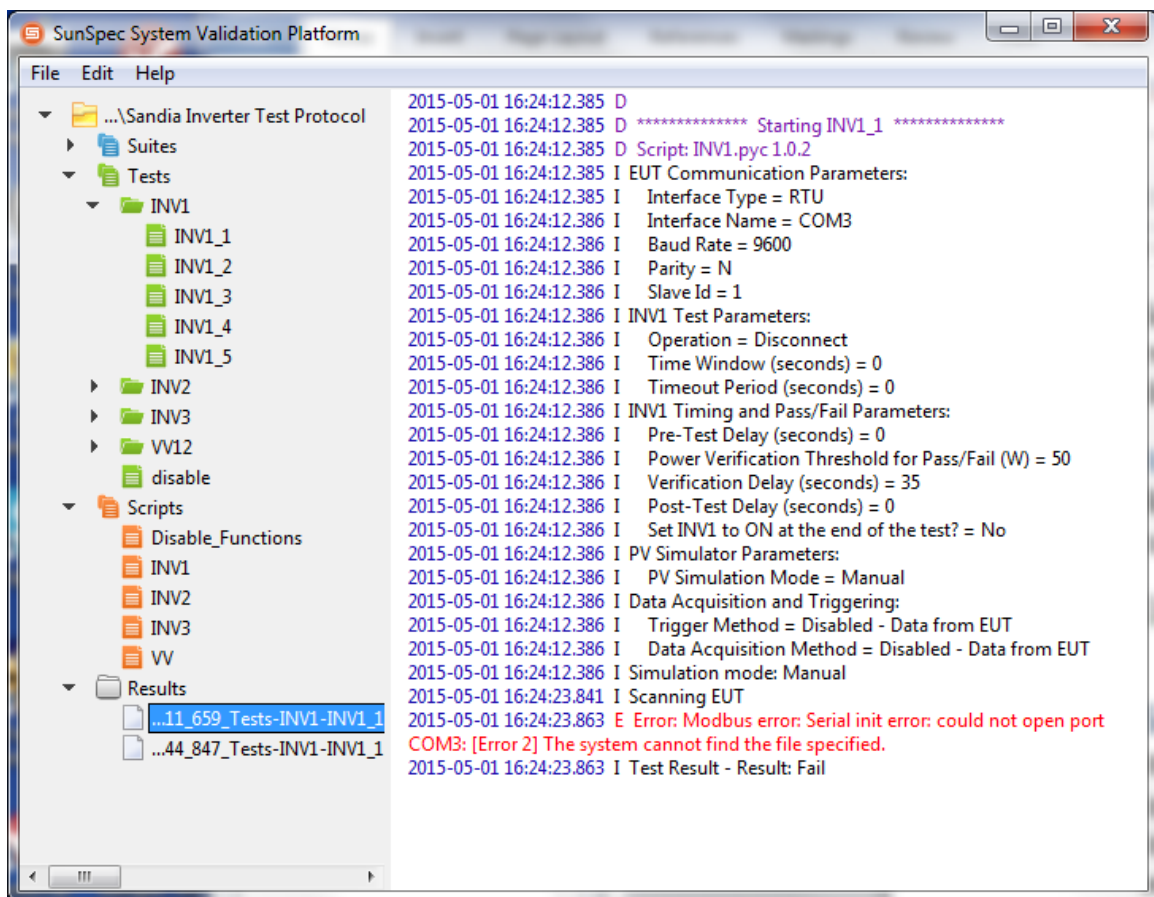 SunSpec System Validation Platform
File Edit Help
...\Sandia Inverter Test Protocol
Suites
Tests
INV1
INV1_1
INV1_2
INV1_3
INV1_4
INV1_5
INV2
INV3
VV12
disable
Scripts
Disable_Functions
INV1
INV2
INV3
VV
Results
...11_659_Tests-INV1-INV1_1
...44_847_Tests-INV1-INV1_1
2015-05-01 16:24:12.385 D
2015-05-01 16:24:12.385 D ************** Starting INV1_1 **************
2015-05-01 16:24:12.385 D Script: INV1.pyc 1.0.2
2015-05-01 16:24:12.385 I EUT Communication Parameters:
2015-05-01 16:24:12.385 I Interface Type = RTU
2015-05-01 16:24:12.386 I Interface Name = COM3
2015-05-01 16:24:12.386 I Baud Rate = 9600
2015-05-01 16:24:12.386 I Parity = N
2015-05-01 16:24:12.386 I Slave Id = 1
2015-05-01 16:24:12.386 I INV1 Test Parameters:
2015-05-01 16:24:12.386 I Operation = Disconnect
2015-05-01 16:24:12.386 I Time Window (seconds) = 0
2015-05-01 16:24:12.386 I Timeout Period (seconds) = 0
2015-05-01 16:24:12.386 I INV1 Timing and Pass/Fail Parameters:
2015-05-01 16:24:12.386 I Pre-Test Delay (seconds) = 0
2015-05-01 16:24:12.386 I Power Verification Threshold for Pass/Fail (W) = 50
2015-05-01 16:24:12.386 I Verification Delay (seconds) = 35
2015-05-01 16:24:12.386 I Post-Test Delay (seconds) = 0
2015-05-01 16:24:12.386 I Set INV1 to ON at the end of the test? = No
2015-05-01 16:24:12.386 I PV Simulator Parameters:
2015-05-01 16:24:12.386 I PV Simulation Mode = Manual
2015-05-01 16:24:12.386 I Data Acquisition and Triggering:
2015-05-01 16:24:12.386 I Trigger Method = Disabled - Data from EUT
2015-05-01 16:24:12.386 I Data Acquisition Method = Disabled - Data from EUT
2015-05-01 16:24:12.386 I Simulation mode: Manual
2015-05-01 16:24:23.841 I Scanning EUT
2015-05-01 16:24:23.863 E Error: Modbus error: Serial init error: could not open port
COM3: [Error 2] The system cannot find the file specified.
2015-05-01 16:24:23.863 I Test Result - Result: Fail